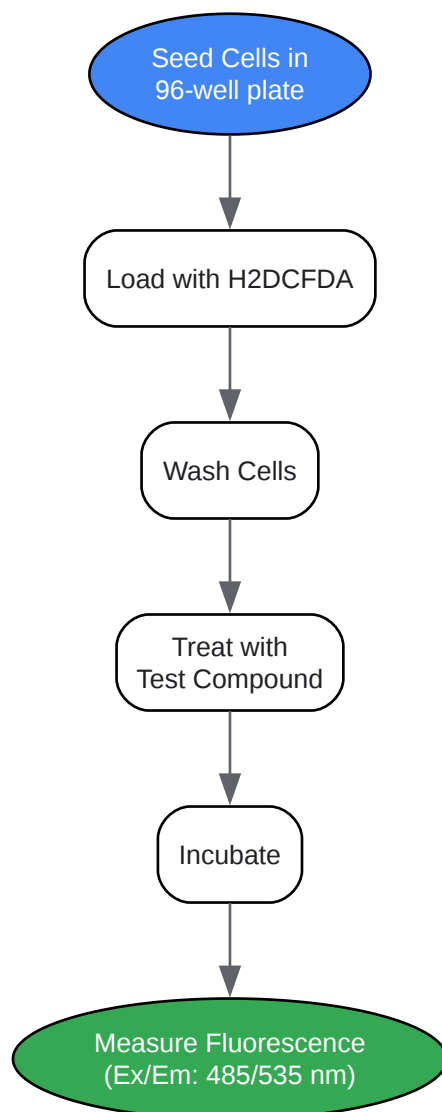 Seed Cells in
96-well plate
Load with H2DCFDA
Wash Cells
Treat with
Test Compound
Incubate
Measure Fluorescence
(Ex/Em: 485/535 nm)